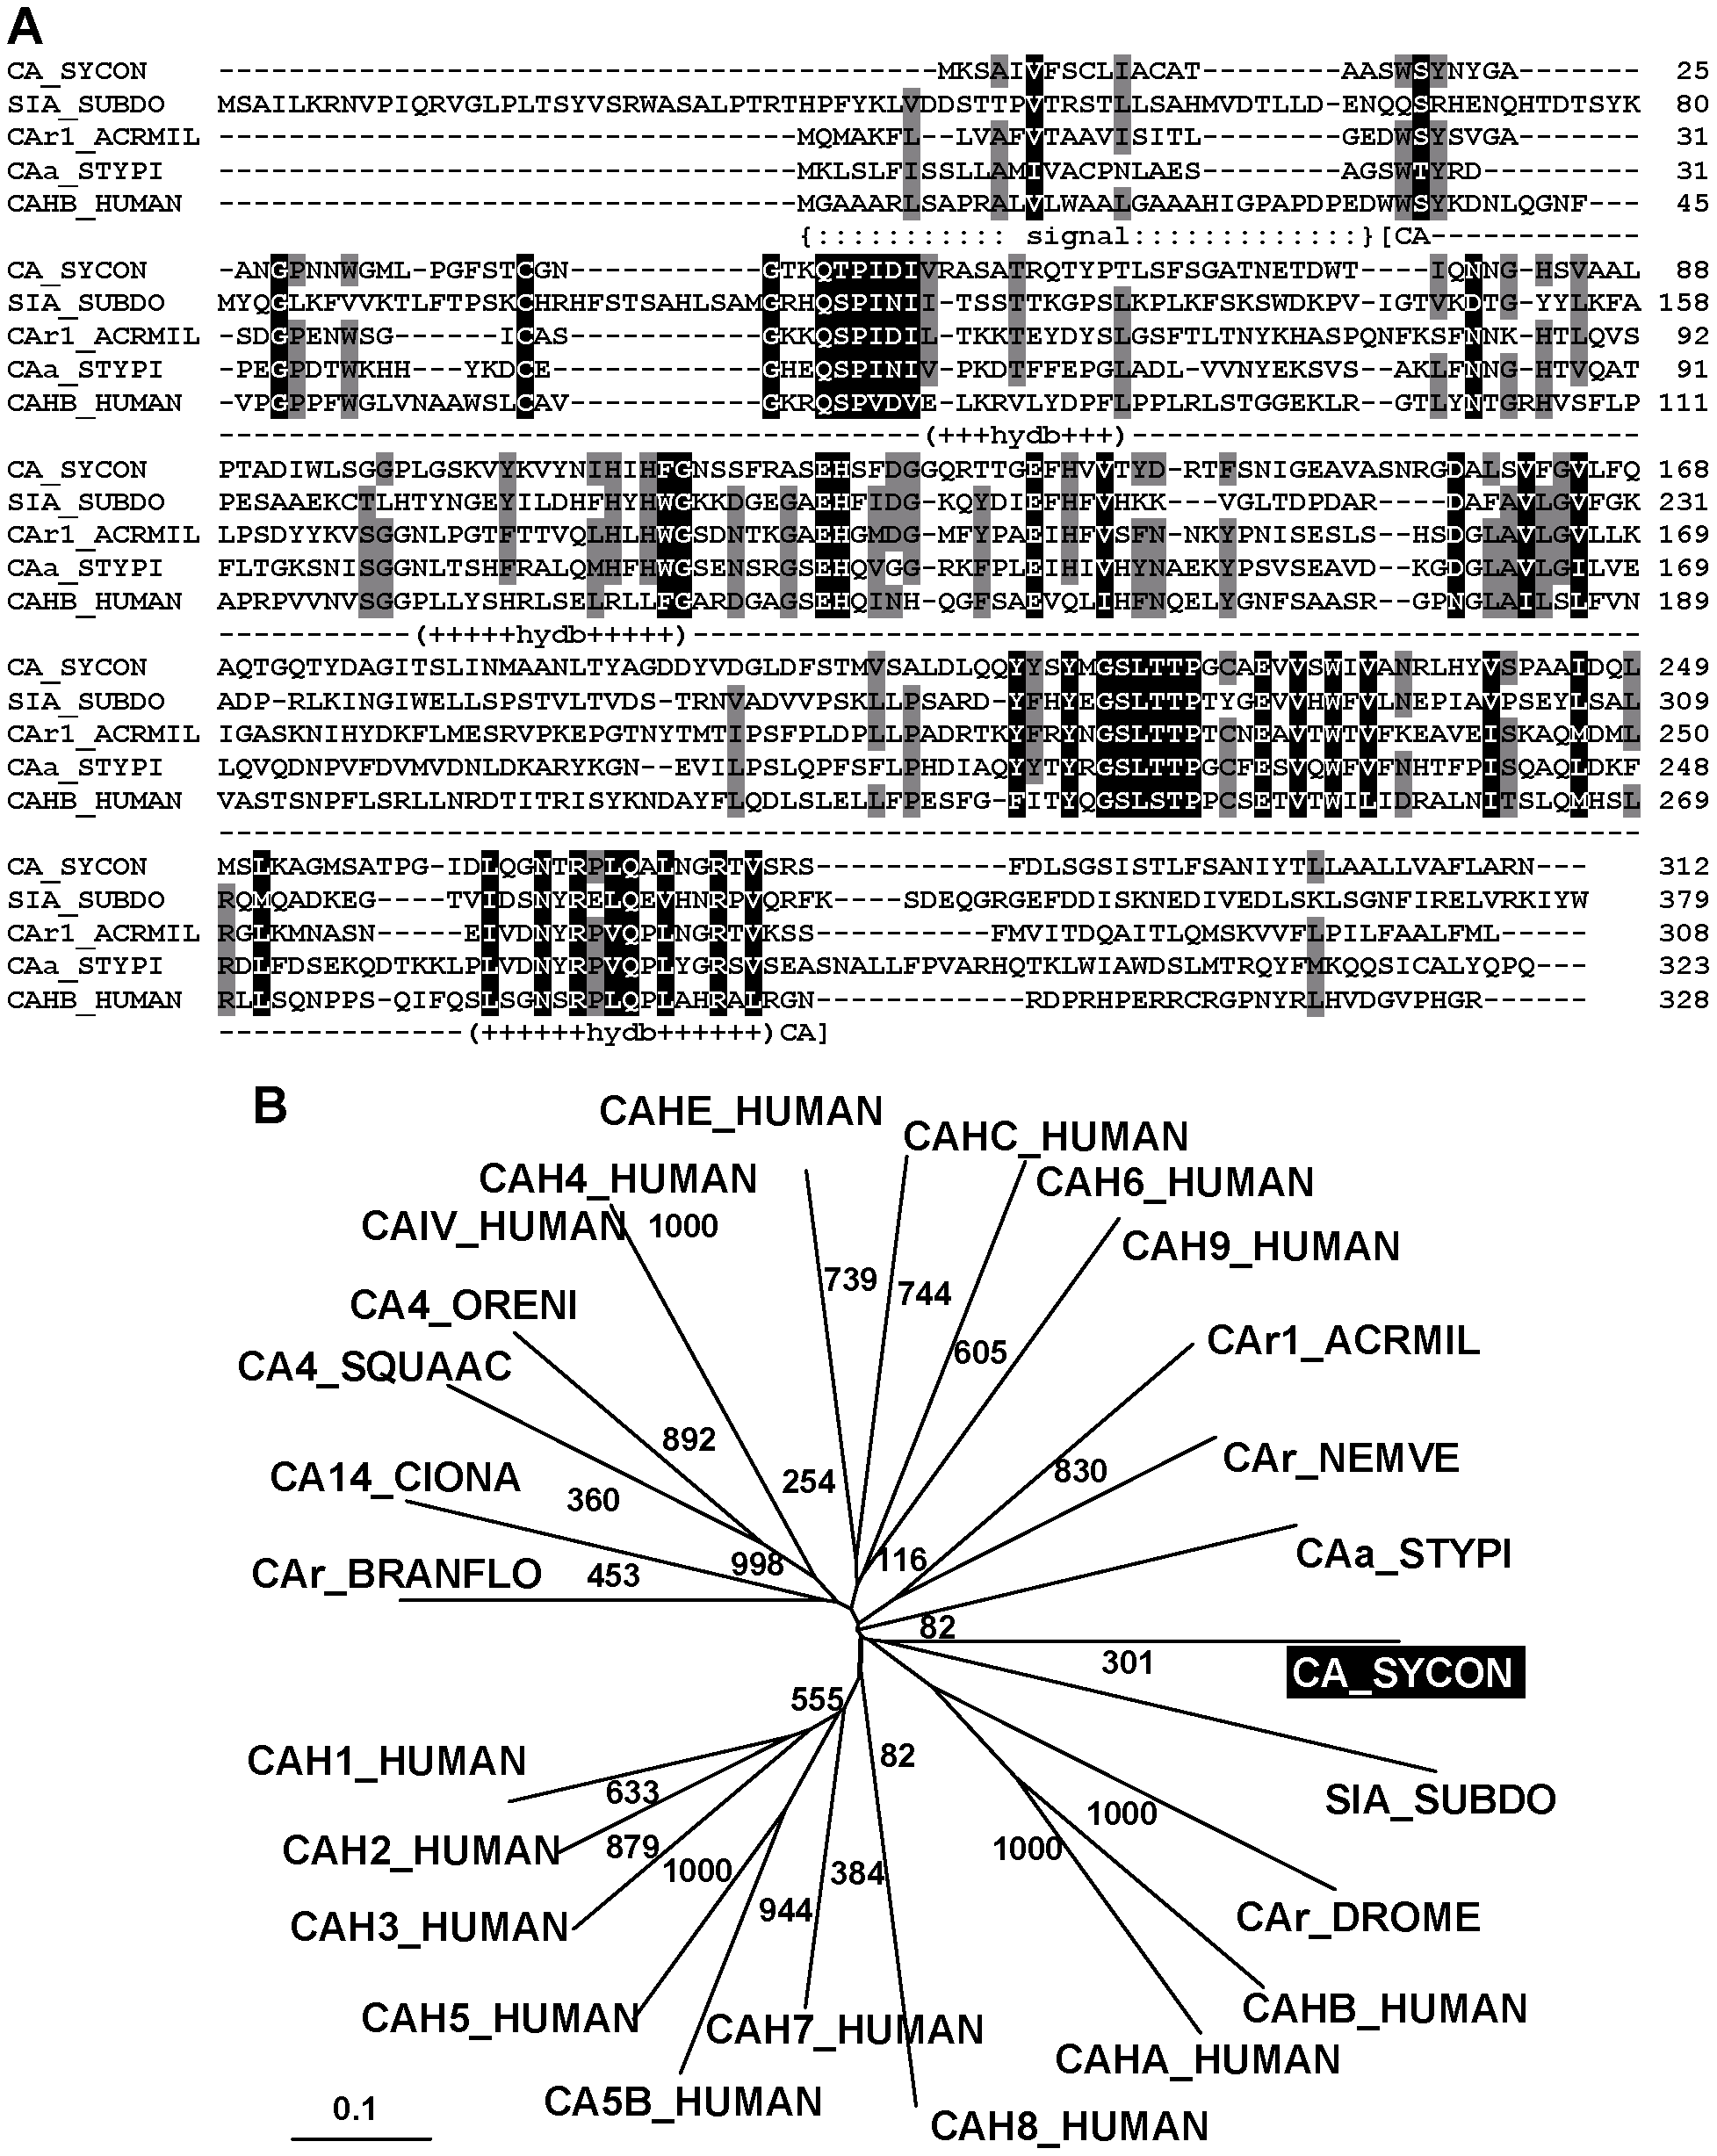 A
CA_SYCON -----------------------------------------MKSAIVFSCLIACAT--------AASWSYNYGA------- 25
SIA_SUBDO MSAILKRNVPIQRVGLPLTSYVSRWASALPTRTHPFYKLVDDSTTPVTRSTLLSAHMVDTLLD-ENQQSRHENQHTDTSYK 80
CAr1_ACRMIL ---------------------------------MQMAKFL--LVAFVTAAVISITL--------GEDWSYSVGA------- 31
CAa_STYPI ---------------------------------MKLSLFISSLLAMIVACPNLAES--------AGSWTYRD--------- 31
CAHB_HUMAN ---------------------------------MGAAARLSAPRALVLWAALGAAAHIGPAPDPEDWWSYKDNLQGNF--- 45
{::::::::::: signal:::::::::::::}[CA------------
CA_SYCON -ANGPNNWGML-PGFSTCGN-----------GTKQTPIDIVRASATRQTYPTLSFSGATNETDWT----IQNNG-HSVAAL 88
SIA_SUBDO MYQGLKFVVKTLFTPSKCHRHFSTSAHLSAMGRHQSPINII-TSSTTKGPSLKPLKFSKSWDKPV-IGTVKDTG-YYLKFA 158
CAr1_ACRMIL -SDGPENWSG------ICAS-----------GKKQSPIDIL-TKKTEYDYSLGSFTLTNYKHASPQNFKSFNNK-HTLQVS 92
CAa_STYPI -PEGPDTWKHH---YKDCE------------GHEQSPINIV-PKDTFFEPGLADL-VVNYEKSVS--AKLFNNG-HTVQAT 91
CAHB_HUMAN -VPGPPFWGLVNAAWSLCAV-----------GKRQSPVDVE-LKRVLYDPFLPPLRLSTGGEKLR--GTLYNTGRHVSFLP 111
----------------------------------------(+++hydb+++)-----------------------------
CA_SYCON PTADIWLSGGPLGSKVYKVYNIHIHFGNSSFRASEHSFDGGQRTTGEFHVVTYD-RTFSNIGEAVASNRGDALSVFGVLFQ 168
SIA_SUBDO PESAAEKCTLHTYNGEYILDHFHYHWGKKDGEGAEHFIDG-KQYDIEFHFVHKK---VGLTDPDAR----DAFAVLGVFGK 231
CAr1_ACRMIL LPSDYYKVSGGNLPGTFTTVQLHLHWGSDNTKGAEHGMDG-MFYPAEIHFVSFN-NKYPNISESLS--HSDGLAVLGVLLK 169
CAa_STYPI FLTGKSNISGGNLTSHFRALQMHFHWGSENSRGSEHQVGG-RKFPLEIHIVHYNAEKYPSVSEAVD--KGDGLAVLGILVE 169
CAHB_HUMAN APRPVVNVSGGPLLYSHRLSELRLLFGARDGAGSEHQINH-QGFSAEVQLIHFNQELYGNFSAASR--GPNGLAILSLFVN 189
-----------(+++++hydb+++++)------------------------------------------------------
CA_SYCON AQTGQTYDAGITSLINMAANLTYAGDDYVDGLDFSTMVSALDLQQYYSYMGSLTTPGCAEVVSWIVANRLHYVSPAAIDQL 249
SIA_SUBDO ADP-RLKINGIWELLSPSTVLTVDS-TRNVADVVPSKLLPSARD-YFHYEGSLTTPTYGEVVHWFVLNEPIAVPSEYLSAL 309
CAr1_ACRMIL IGASKNIHYDKFLMESRVPKEPGTNYTMTIPSFPLDPLLPADRTKYFRYNGSLTTPTCNEAVTWTVFKEAVEISKAQMDML 250
CAa_STYPI LQVQDNPVFDVMVDNLDKARYKGN--EVILPSLQPFSFLPHDIAQYYTYRGSLTTPGCFESVQWFVFNHTFPISQAQLDKF 248
CAHB_HUMAN VASTSNPFLSRLLNRDTITRISYKNDAYFLQDLSLELLFPESFG-FITYQGSLSTPPCSETVTWILIDRALNITSLQMHSL 269
---------------------------------------------------------------------------------
CA_SYCON MSLKAGMSATPG-IDLQGNTRPLQALNGRTVSRS-----------FDLSGSISTLFSANIYTLLAALLVAFLARN--- 312
SIA_SUBDO RQMQADKEG----TVIDSNYRELQEVHNRPVQRFK----SDEQGRGEFDDISKNEDIVEDLSKLSGNFIRELVRKIYW 379
CAr1_ACRMIL RGLKMNASN-----EIVDNYRPVQPLNGRTVKSS----------FMVITDQAITLQMSKVVFLPILFAALFML----- 308
CAa_STYPI RDLFDSEKQDTKKLPLVDNYRPVQPLYGRSVSEASNALLFPVARHQTKLWIAWDSLMTRQYFMKQQSICALYQPQ--- 323
CAHB_HUMAN RLLSQNPPS-QIFQSLSGNSRPLQPLAHRALRGN------------RDPRHPERRCRGPNYRLHVDGVPHGR------ 328
--------------(++++++hydb++++++)CA]
B
CAHE_HUMAN
CAHC_HUMAN
CAH4_HUMAN
CAH6_HUMAN
CAIV_HUMAN 1000
CAH9_HUMAN
739
744
CA4_ORENI
605
CAr1_ACRMIL
CA4_SQUAAC
892
CAr_NEMVE
830
CA14_CIONA
254
360
CAa_STYPI
998
116
CAr_BRANFLO
453
82
301
CA_SYCON
555
82
CAH1_HUMAN
633
SIA_SUBDO
1000
CAH2_HUMAN
879
1000
1000
384
944
CAr_DROME
CAH3_HUMAN
CAHB_HUMAN
CAH5_HUMAN
CAH7_HUMAN
CAHA_HUMAN
CA5B_HUMAN
0.1
CAH8_HUMAN